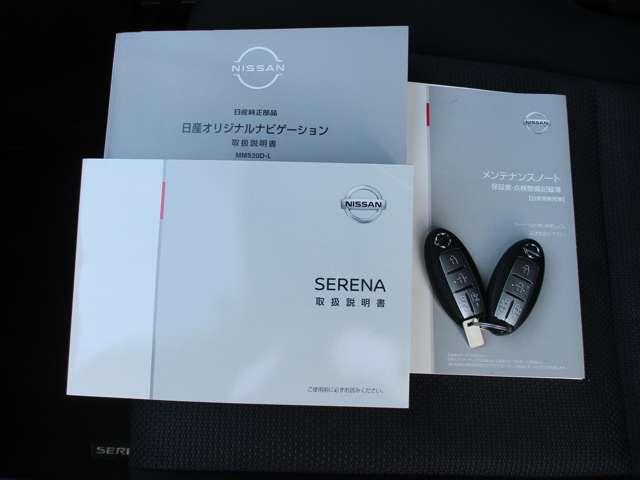 NISSAN
日産純正部品
日産オリジナルナビゲーション
取扱説明書
MM520D-L
NISSAN
SERENA
取扱説明書
ご使用前に必ずお読みください。
NISSAN
メンテナンスノート
保証書・点検整備記録簿
SERE